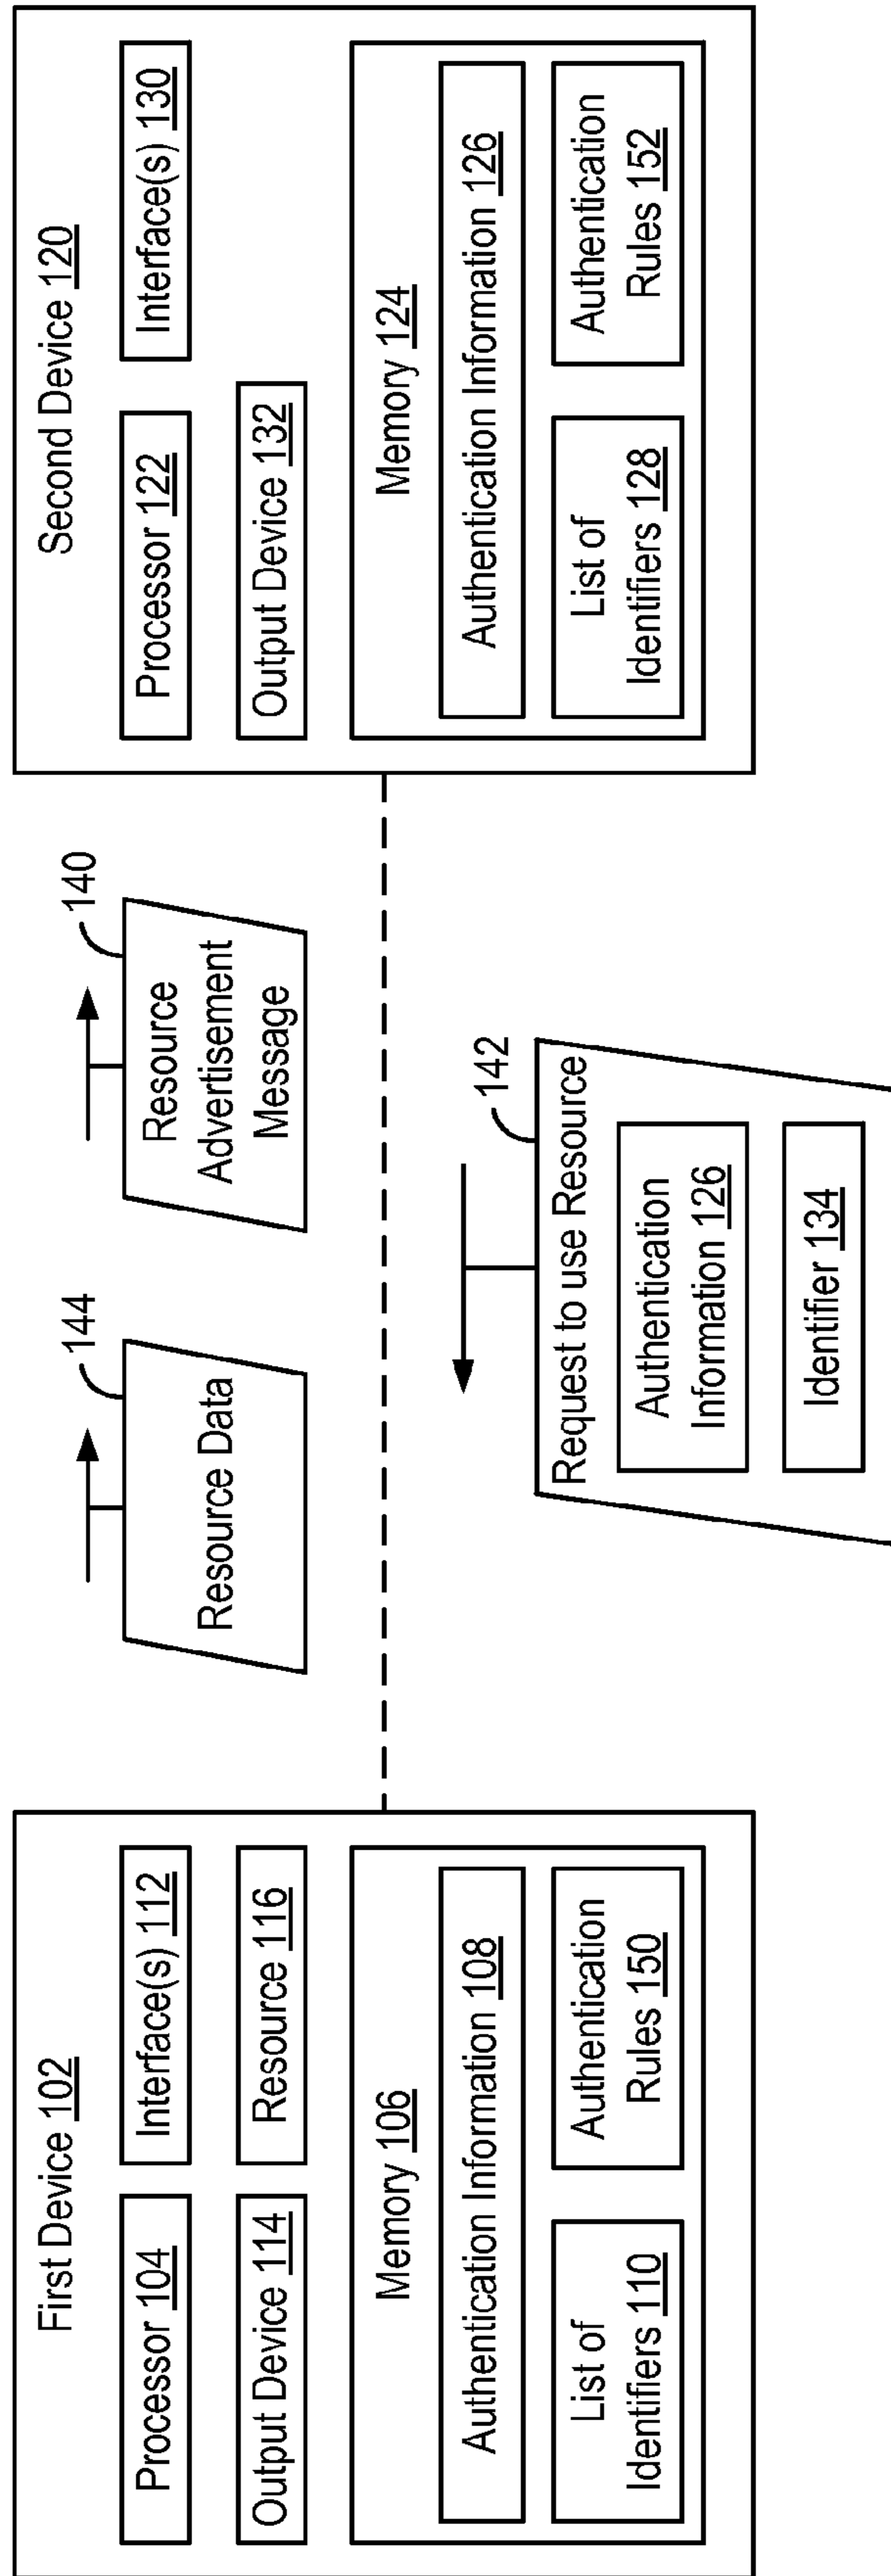 First Device 102
Processor 104
Interface(s) 112
Output Device 114
Resource 116
Memory 106
Authentication Information 108
List of
Identifiers 110
Authentication
Rules 150
144
Resource Data
140
Resource
Advertisement
Message
142
Request to use Resource
Authentication
Information 126
Identifier 134
Second Device 120
Processor 122
Interface(s) 130
Output Device 132
Memory 124
Authentication Information 126
List of
Identifiers 128
Authentication
Rules 152